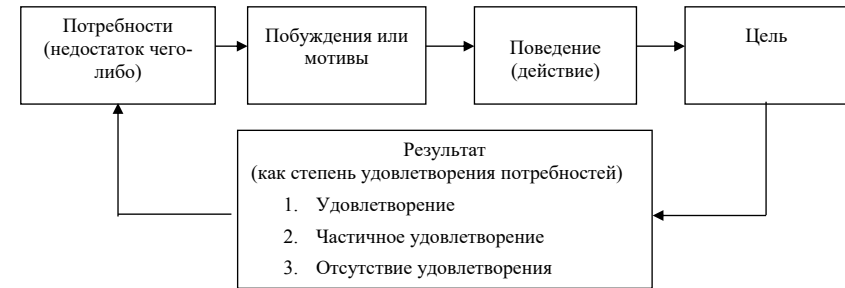 Потребности
(недостаток чего-
либо)
Побуждения или
мотивы
Поведение
(действие)
Цель
Результат
(как степень удовлетворения потребностей)
1. Удовлетворение
2. Частичное удовлетворение
3. Отсутствие удовлетворения